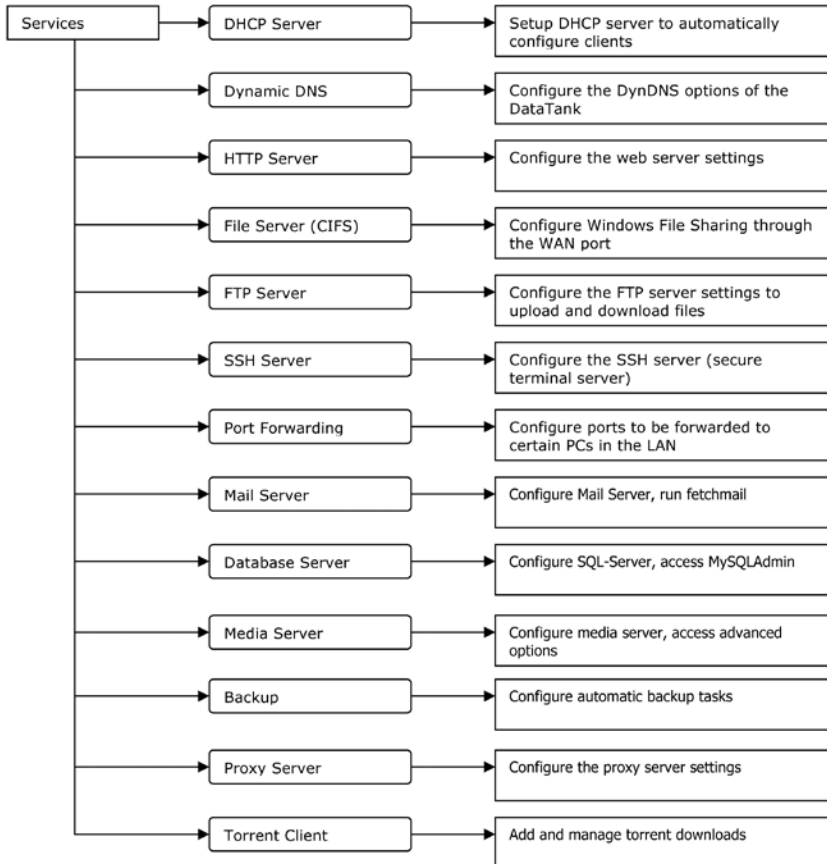 Services
DHCP Server
Setup DHCP server to automatically
configure clients
Dynamic DNS
Configure the DynDNS options of the
DataTank
HTTP Server
Configure the web server settings
File Server (CIFS)
Configure Windows File Sharing through
the WAN port
FTP Server
Configure the FTP server settings to
upload and download files
SSH Server
Configure the SSH server (secure
terminal server)
Port Forwarding
Configure ports to be forwarded to
certain PCs in the LAN
Mail Server
Configure Mail Server, run fetchmail
Database Server
Configure SQL-Server, access MySQLAdmin
Media Server
Configure media server, access advanced
options
Backup
Configure automatic backup tasks
Proxy Server
Configure the proxy server settings
Torrent Client
Add and manage torrent downloads